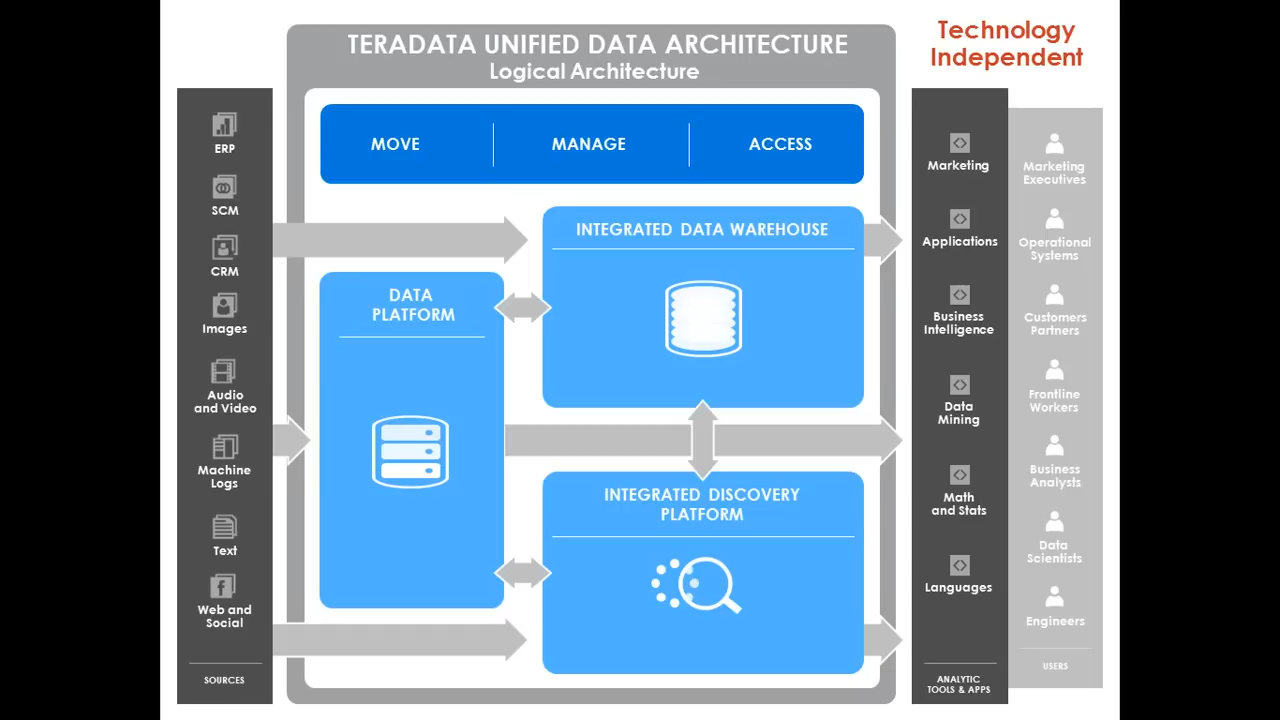 TERADATA UNIFIED DATA ARCHITECTURE
Logical Architecture
Technology
Independent
MOVE
MANAGE
ACCESS
ERP
SCM
CRM
Images
Audio
and Video
Machine
Logs
Text
Web and
Social
SOURCES
DATA
PLATFORM
INTEGRATED DATA WAREHOUSE
INTEGRATED DISCOVERY
PLATFORM
Marketing
Applications
Business
Intelligence
Data
Mining
Math
and Stats
Languages
ANALYTIC
TOOLS & APPS
Marketing
Executives
Operational
Systems
Customers
Partners
Frontline
Workers
Business
Analysts
Data
Scientists
Engineers
USERS